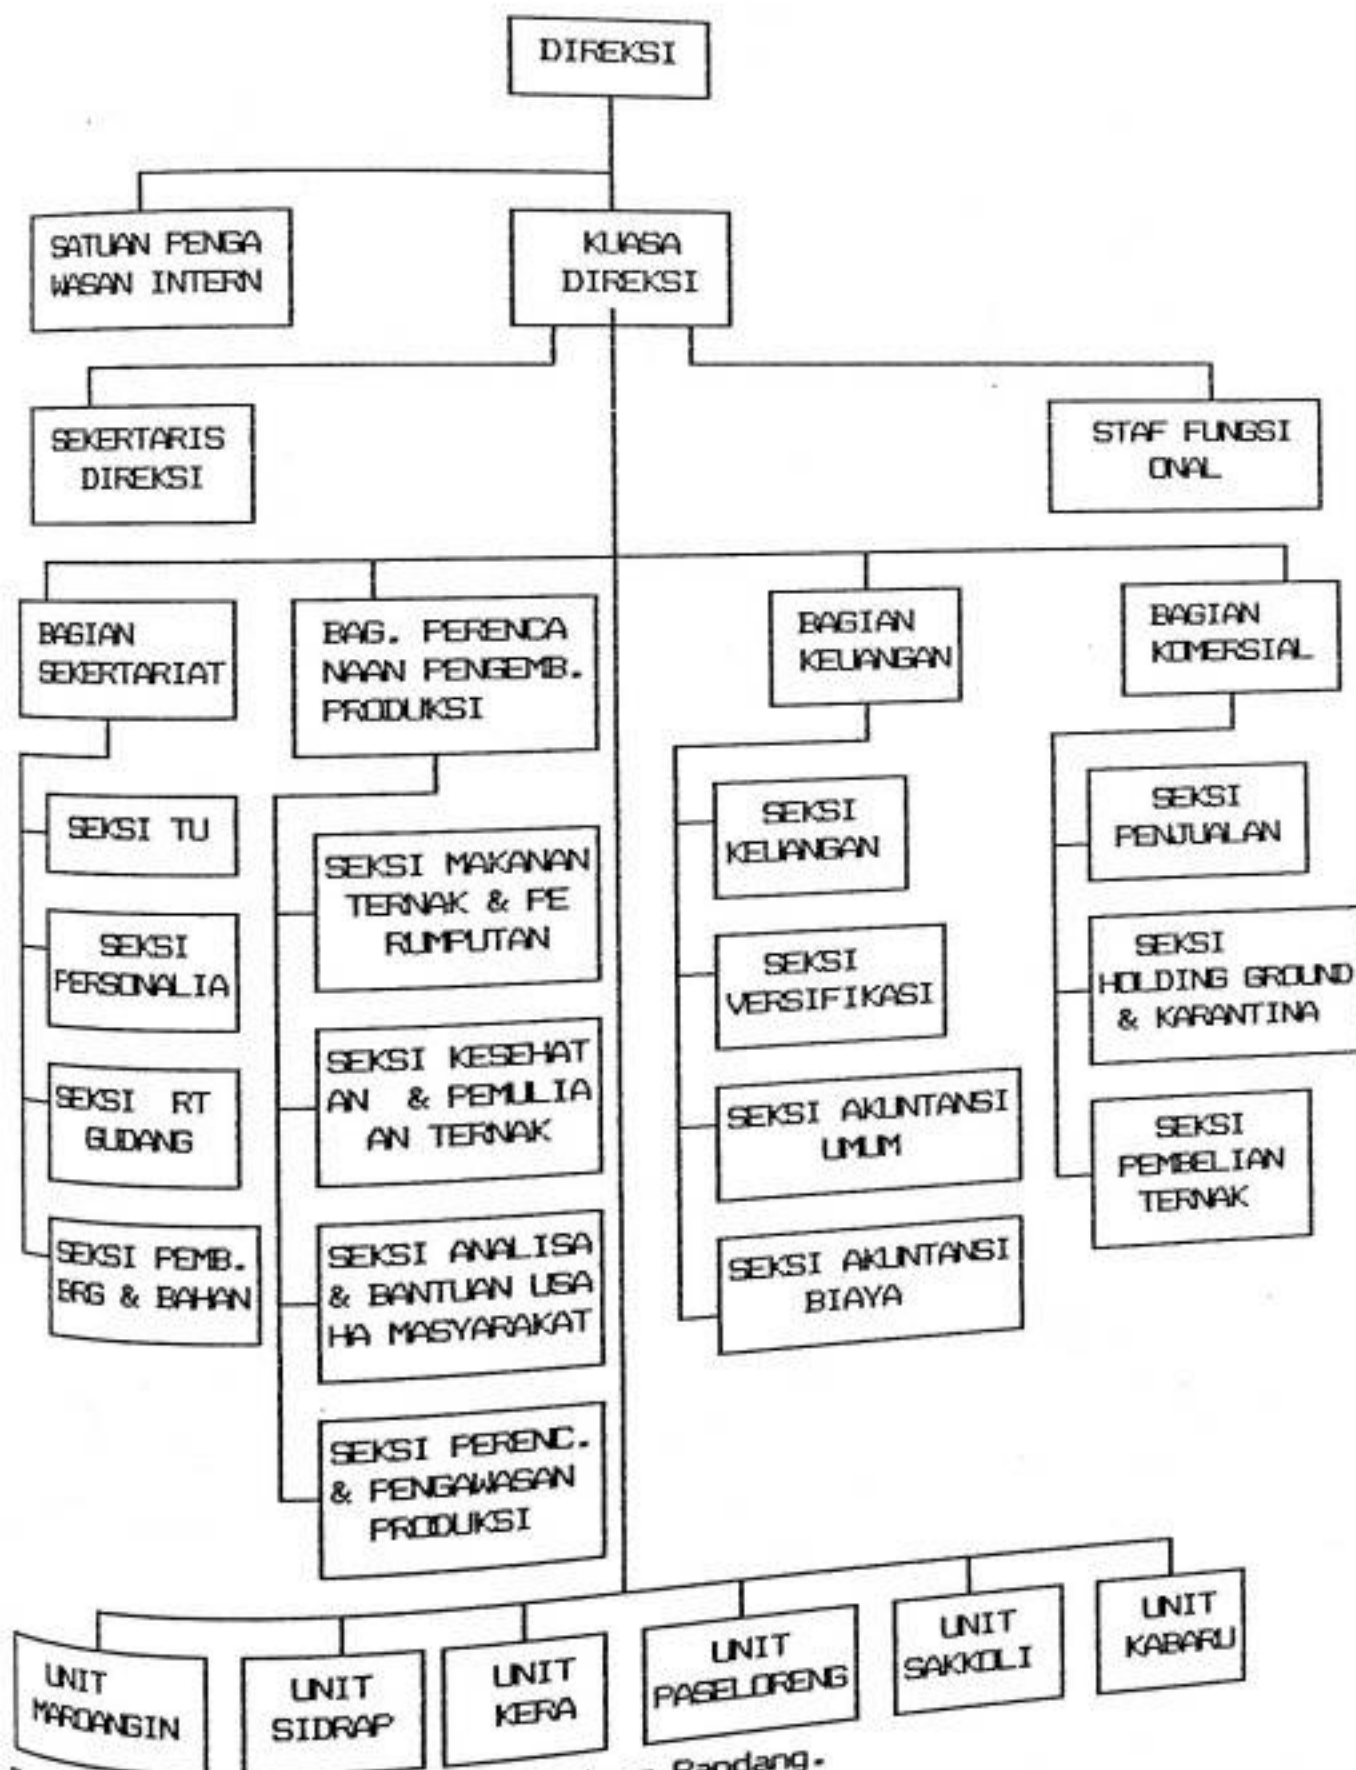 DIREKSI
SATUAN PENGA
WASAN INTERN
KUASA
DIREKSI
SEKERTARIS
DIREKSI
STAF FUNGSI
ONAL
BAGIAN
SEKERTARIAT
BAG. PERENCA
NAAN PENGEMB.
PRODUKSI
BAGIAN
KEUANGAN
BAGIAN
KOMERSIAL
SEKSI TU
SEKSI
PERSONALIA
SEKSI RT
GUDANG
SEKSI PEMB.
BRG & BAHAN
SEKSI MAKANAN
TERNAK & PE
RUMPUTAN
SEKSI KESEHAT
AN & PEMULIA
AN TERNAK
SEKSI ANALISA
& BANTUAN USA
HA MASYARAKAT
SEKSI PERENC.
& PENGAWASAN
PRODUKSI
SEKSI
KEUANGAN
SEKSI
VERSIFIKASI
SEKSI AKUNTANSI
UMUM
SEKSI AKUNTANSI
BIAYA
SEKSI
PENJUALAN
SEKSI
HOLDING GROUND
& KARANTINA
SEKSI
PEMBELIAN
TERNAK
UNIT
MAROANGIN
UNIT
SIDRAP
UNIT
KERA
UNIT
PASELORENG
UNIT
SAKKOLI
UNIT
KABARU
Pandang.